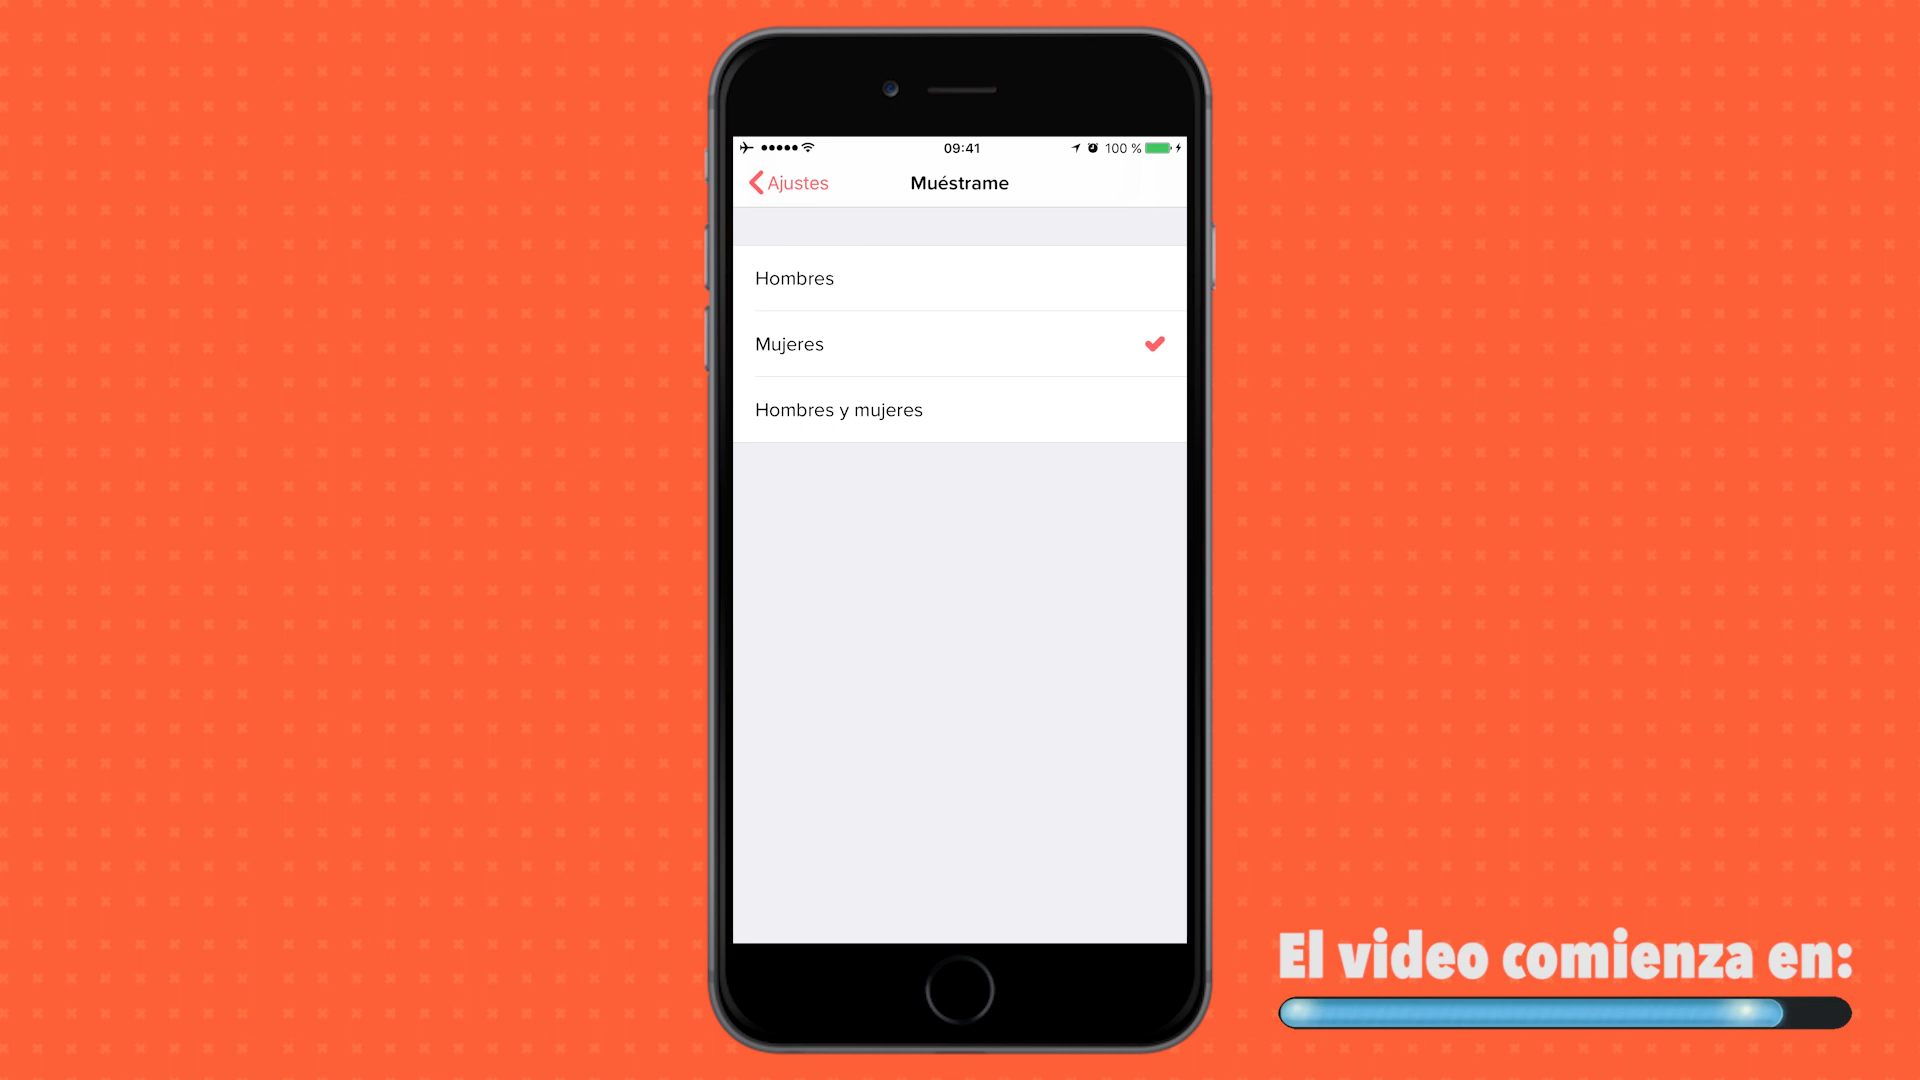 09:41
100 %
Ajustes
Muéstrame
Hombres
Mujeres
Hombres y mujeres
El video comienza en: